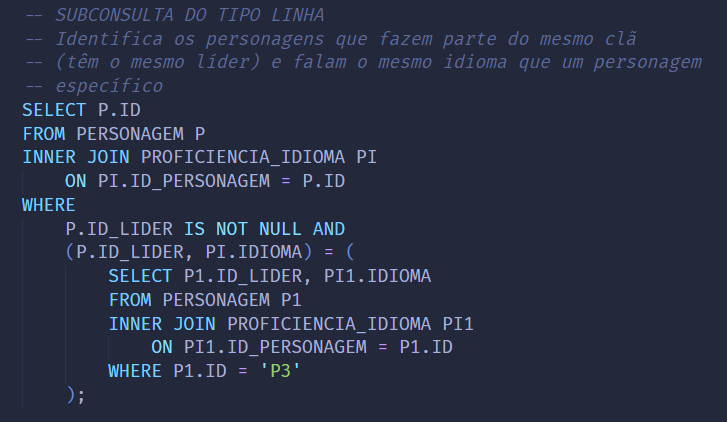 -- SUBCONSULTA DO TIPO LINHA
-- Identifica os personagens que fazem parte do mesmo clã
-- (têm o mesmo líder) e falam o mesmo idioma que um personagem
-- específico
SELECT P.ID
FROM PERSONAGEM P
INNER JOIN PROFICIENCIA_IDIOMA PI
    ON PI.ID_PERSONAGEM = P.ID
WHERE
    P.ID_LIDER IS NOT NULL AND
    (P.ID_LIDER, PI.IDIOMA) = (
        SELECT P1.ID_LIDER, PI1.IDIOMA
        FROM PERSONAGEM P1
        INNER JOIN PROFICIENCIA_IDIOMA PI1
            ON PI1.ID_PERSONAGEM = P1.ID
        WHERE P1.ID = 'P3'
    );